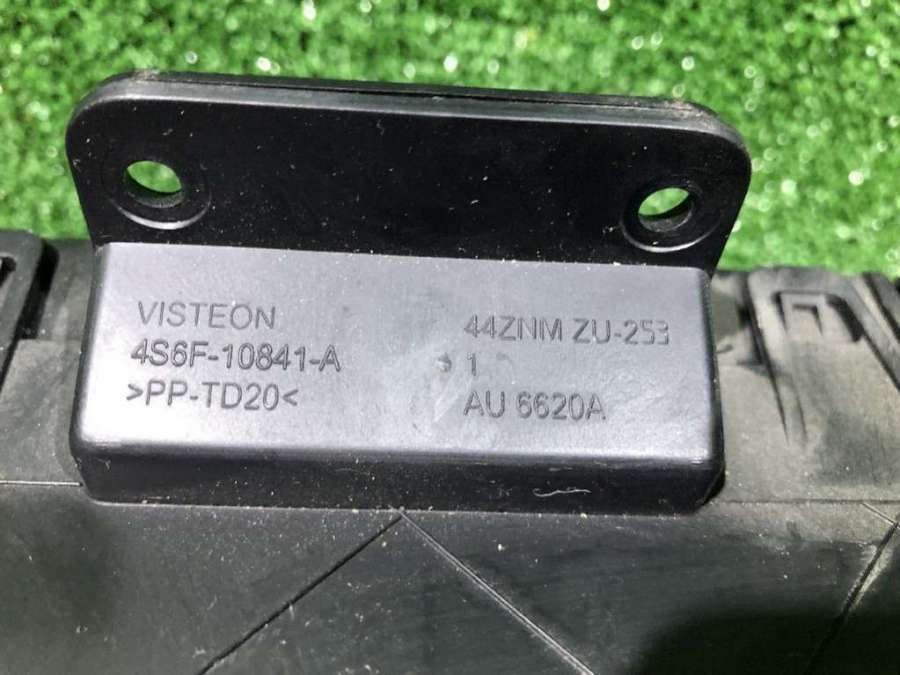 VISTEON
4S6F-10841-A
>PP-TD20<
44ZNM ZU-253
1
AU 6620A